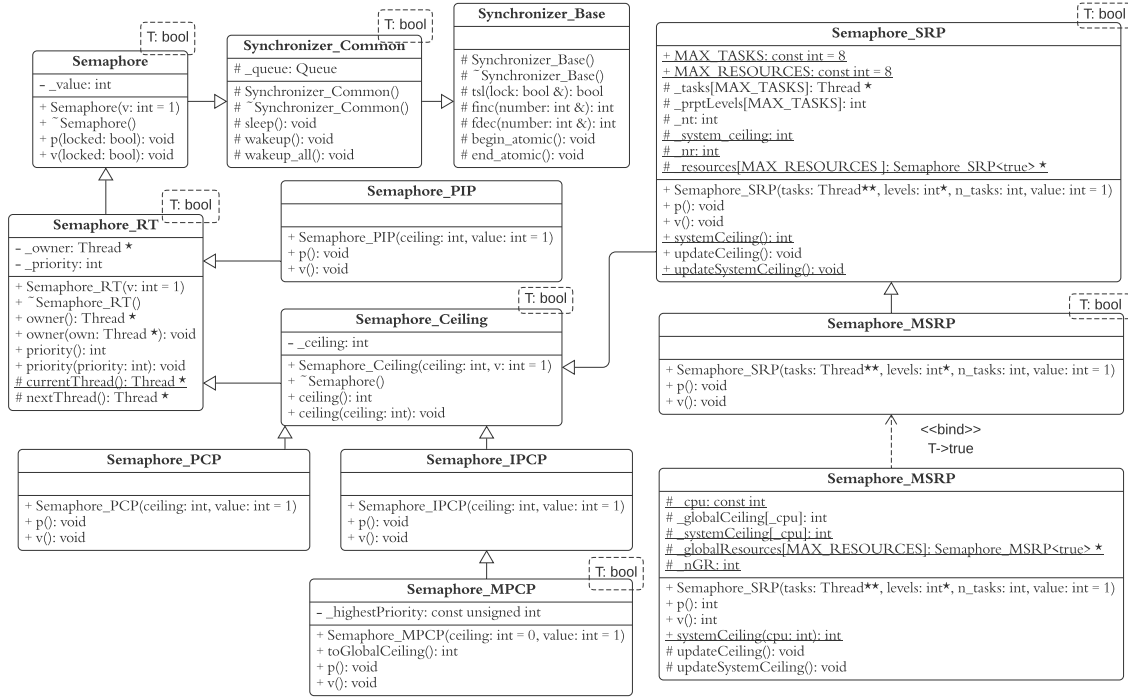 T: bool
Semaphore
- _value: int
+ Semaphore(v: int = 1)
+ ~Semaphore()
+ p(locked: bool): void
+ v(locked: bool): void
T: bool
Synchronizer_Common
# _queue: Queue
# Synchronizer_Common()
# ~Synchronizer_Common()
# sleep(): void
# wakeup(): void
# wakeup_all(): void
Synchronizer_Base
# Synchronizer_Base()
# ~Synchronizer_Base()
# tsl(lock: bool &): bool
# finc(number: int &): int
# fdec(number: int &): int
# begin_atomic(): void
# end_atomic(): void
T: bool
Semaphore_SRP
+ MAX_TASKS: const int = 8
+ MAX_RESOURCES: const int = 8
# _tasks[MAX_TASKS]: Thread *
# _prptLevels[MAX_TASKS]: int
# _nt: int
# _system_ceiling: int
# _nr: int
# _resources[MAX_RESOURCES ]: Semaphore_SRP<true> *
+ Semaphore_SRP(tasks: Thread**, levels: int*, n_tasks: int, value: int = 1)
+ p(): void
+ v(): void
+ systemCeiling(): int
+ updateCeiling(): void
+ updateSystemCeiling(): void
T: bool
Semaphore_RT
- _owner: Thread *
- _priority: int
+ Semaphore_RT(v: int = 1)
+ ~Semaphore_RT()
+ owner(): Thread *
+ owner(own: Thread *): void
+ priority(): int
+ priority(priority: int): void
# currentThread(): Thread *
# nextThread(): Thread *
Semaphore_PIP
+ Semaphore_PIP(ceiling: int, value: int = 1)
+ p(): void
+ v(): void
T: bool
Semaphore_Ceiling
- _ceiling: int
+ Semaphore_Ceiling(ceiling: int, v: int = 1)
+ ~Semaphore()
+ ceiling(): int
+ ceiling(ceiling: int): void
T: bool
Semaphore_MSRP
+ Semaphore_SRP(tasks: Thread**, levels: int*, n_tasks: int, value: int = 1)
+ p(): void
+ v(): void
<<bind>>
T->true
Semaphore_PCP
+ Semaphore_PCP(ceiling: int, value: int = 1)
+ p(): void
+ v(): void
Semaphore_IPCP
+ Semaphore_IPCP(ceiling: int, value: int = 1)
+ p(): void
+ v(): void
T: bool
Semaphore_MPCP
- _highestPriority: const unsigned int
+ Semaphore_MPCP(ceiling: int = 0, value: int = 1)
+ toGlobalCeiling(): int
+ p(): void
+ v(): void
Semaphore_MSRP
# _cpu: const int
# _globalCeiling[_cpu]: int
# _systemCeiling[_cpu]: int
# _globalResources[MAX_RESOURCES]: Semaphore_MSRP<true> *
# _nGR: int
+ Semaphore_SRP(tasks: Thread**, levels: int*, n_tasks: int, value: int = 1)
+ p(): int
+ v(): int
+ systemCeiling(cpu: int): int
# updateCeiling(): void
# updateSystemCeiling(): void